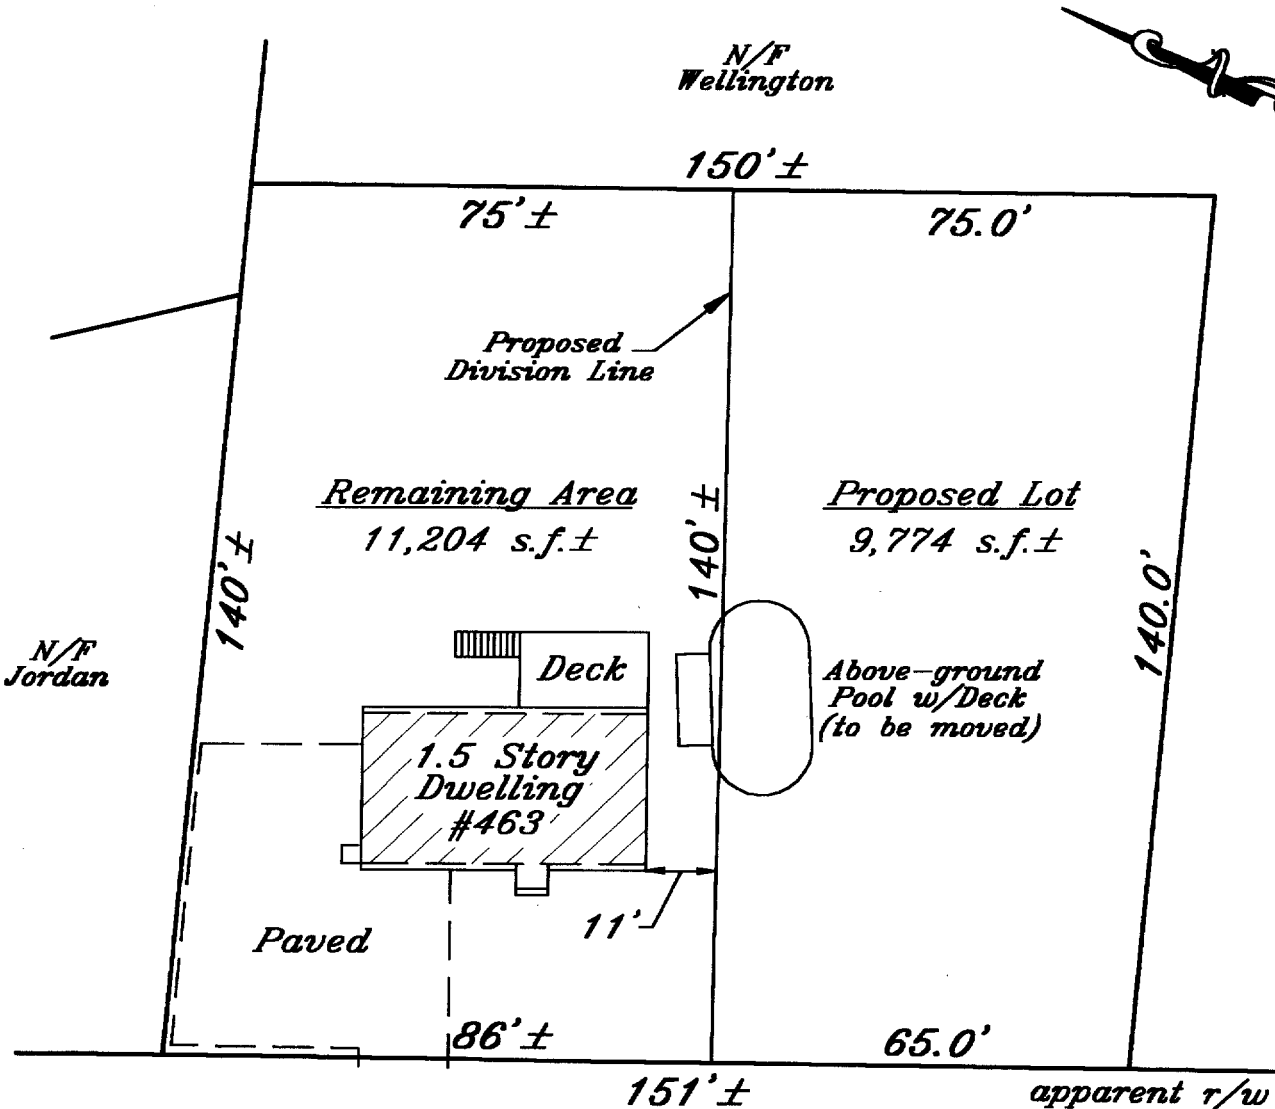 N/F
Wellington
150'±
75'±
75.0'
Proposed
Division Line
Remaining Area
11,204 s.f.±
140'±
Proposed Lot
9,774 s.f.±
140'±
140.0'
N/F
Jordan
Deck
Above-ground
Pool w/Deck
(to be moved)
1.5 Story
Dwelling
#463
11'
Paved
86'±
65.0'
151'±
apparent r/w